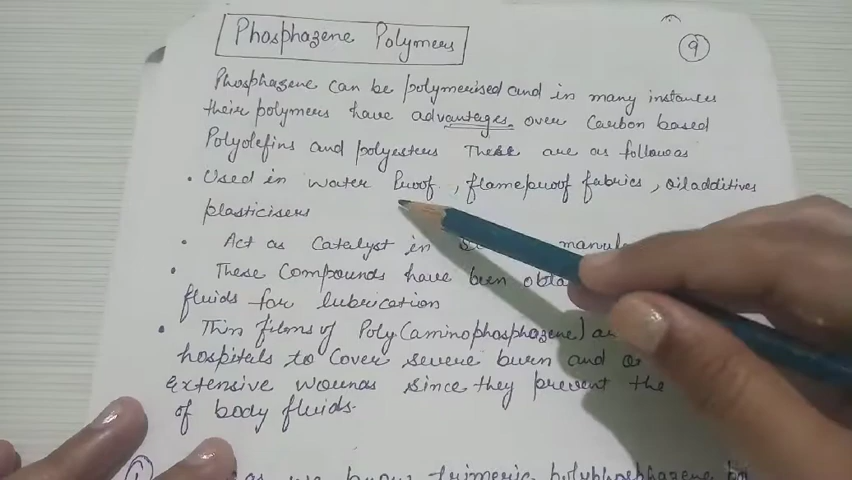 Phosphazene Polymers
9
Phosphazene can be polymerised and in many instances
their polymers have advantages over Carbon based
Polyolefins and polyesters These are as followeas
• Used in water Proof, flameproof fabrics, oiladditives
plasticisers
• Act as Catalyst in
• These Compounds have been
fluids for lubrication
• Thin films of Poly(aminophosphazene)
hospitals to Cover severe burn and
extensive wounds since they prevent the
of body fluids.
trimeric